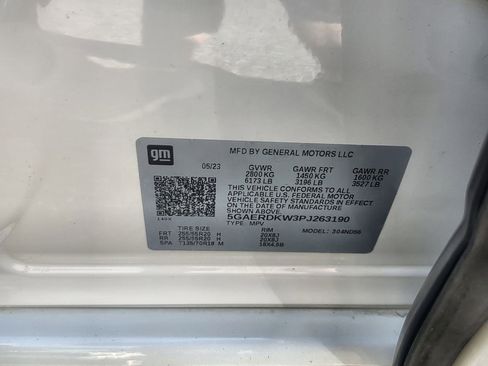 gm
MFD BY GENERAL MOTORS LLC
05/23 GVWR GAWR FRT GAWR RR
2800 KG 1450 KG 1600 KG
6173 LB 3196 LB 3527 LB
THIS VEHICLE CONFORMS TO ALL
APPLICABLE FEDERAL MOTOR
VEHICLE SAFETY STANDARDS IN
EFFECT ON THE DATE OF
MANUFACTURE SHOWN ABOVE.
5GAERDKW3PJ263190
TYPE: MPV MODEL:
TIRE SIZE RIM
FRT 255/55R20 H 20X8J
RR 255/55R20 H 20X8J
SPA T135/70R18 M 18X4.5B